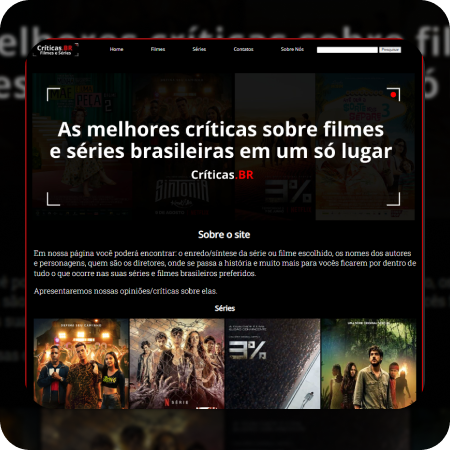 Críticas.BR
Filmes e Séries
Home
Filmes
Séries
Contatos
Sobre Nós
Pesquisar
As melhores críticas sobre filmes
e séries brasileiras em um só lugar
Críticas.BR
SINTONIA
3%
3
Sobre o site
Em nossa página você poderá encontrar: o enredo/síntese da série ou filme escolhido, os nomes dos autores
e personagens, quem são os diretores, onde se passa a história e muito mais para vocês ficarem por dentro de
tudo o que ocorre nas suas séries e filmes brasileiros preferidos.
Apresentaremos nossas opiniões/críticas sobre elas.
Séries
3%
SÉRIE